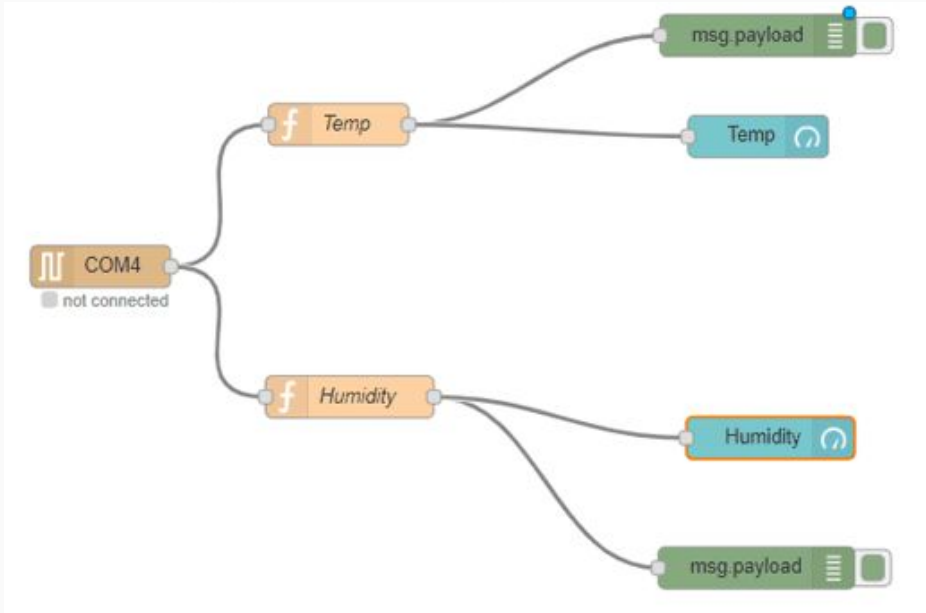 msg.payload
Temp
Temp
COM4
not connected
Humidity
Humidity
msg.payload